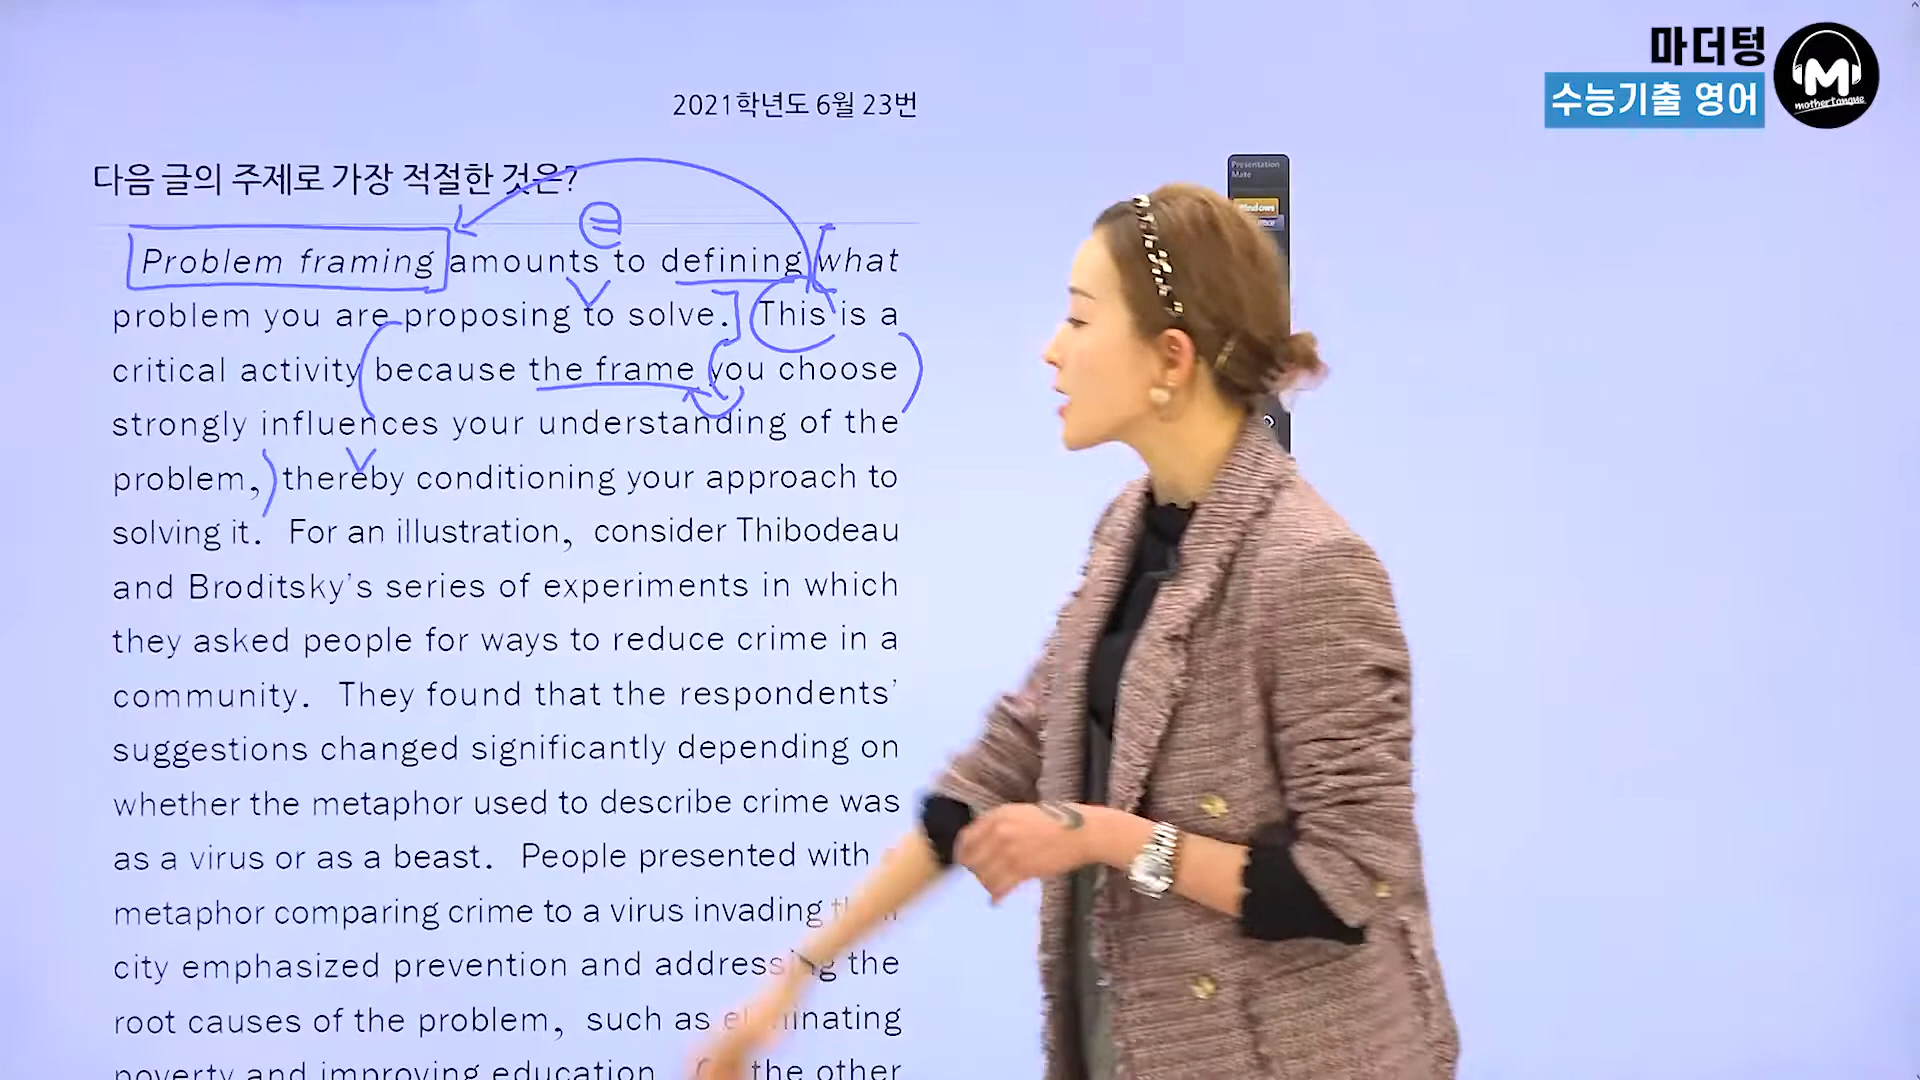 마더텅
수능기출 영어
M
mothertongue
2021학년도 6월 23번
다음 글의 주제로 가장 적절한 것은?
Presentation
Mate
Problem framing amounts to defining what
problem you are proposing to solve. This is a
critical activity because the frame you choose
strongly influences your understanding of the
problem, thereby conditioning your approach to
solving it. For an illustration, consider Thibodeau
and Broditsky's series of experiments in which
they asked people for ways to reduce crime in a
community. They found that the respondents'
suggestions changed significantly depending on
whether the metaphor used to describe crime was
as a virus or as a beast. People presented with
metaphor comparing crime to a virus invading
city emphasized prevention and addressing the
root causes of the problem, such as eliminating
poverty and improving education. the other